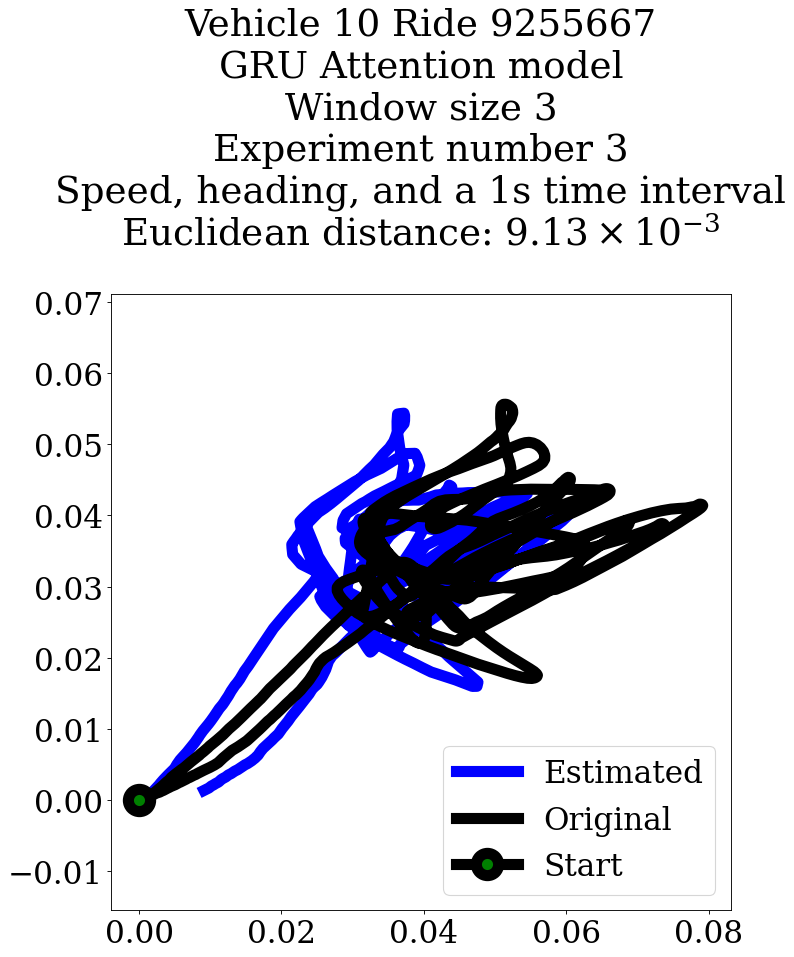 Vehicle 10 Ride 9255667
GRU Attention model
Window size 3
Experiment number 3
Speed, heading, and a 1s time interval
Euclidean distance: 9.13 × 10⁻³
0.07
0.06
0.05
0.04
0.03
0.02
0.01
0.00
−0.01
Estimated
Original
Start
0.00 0.02 0.04 0.06 0.08